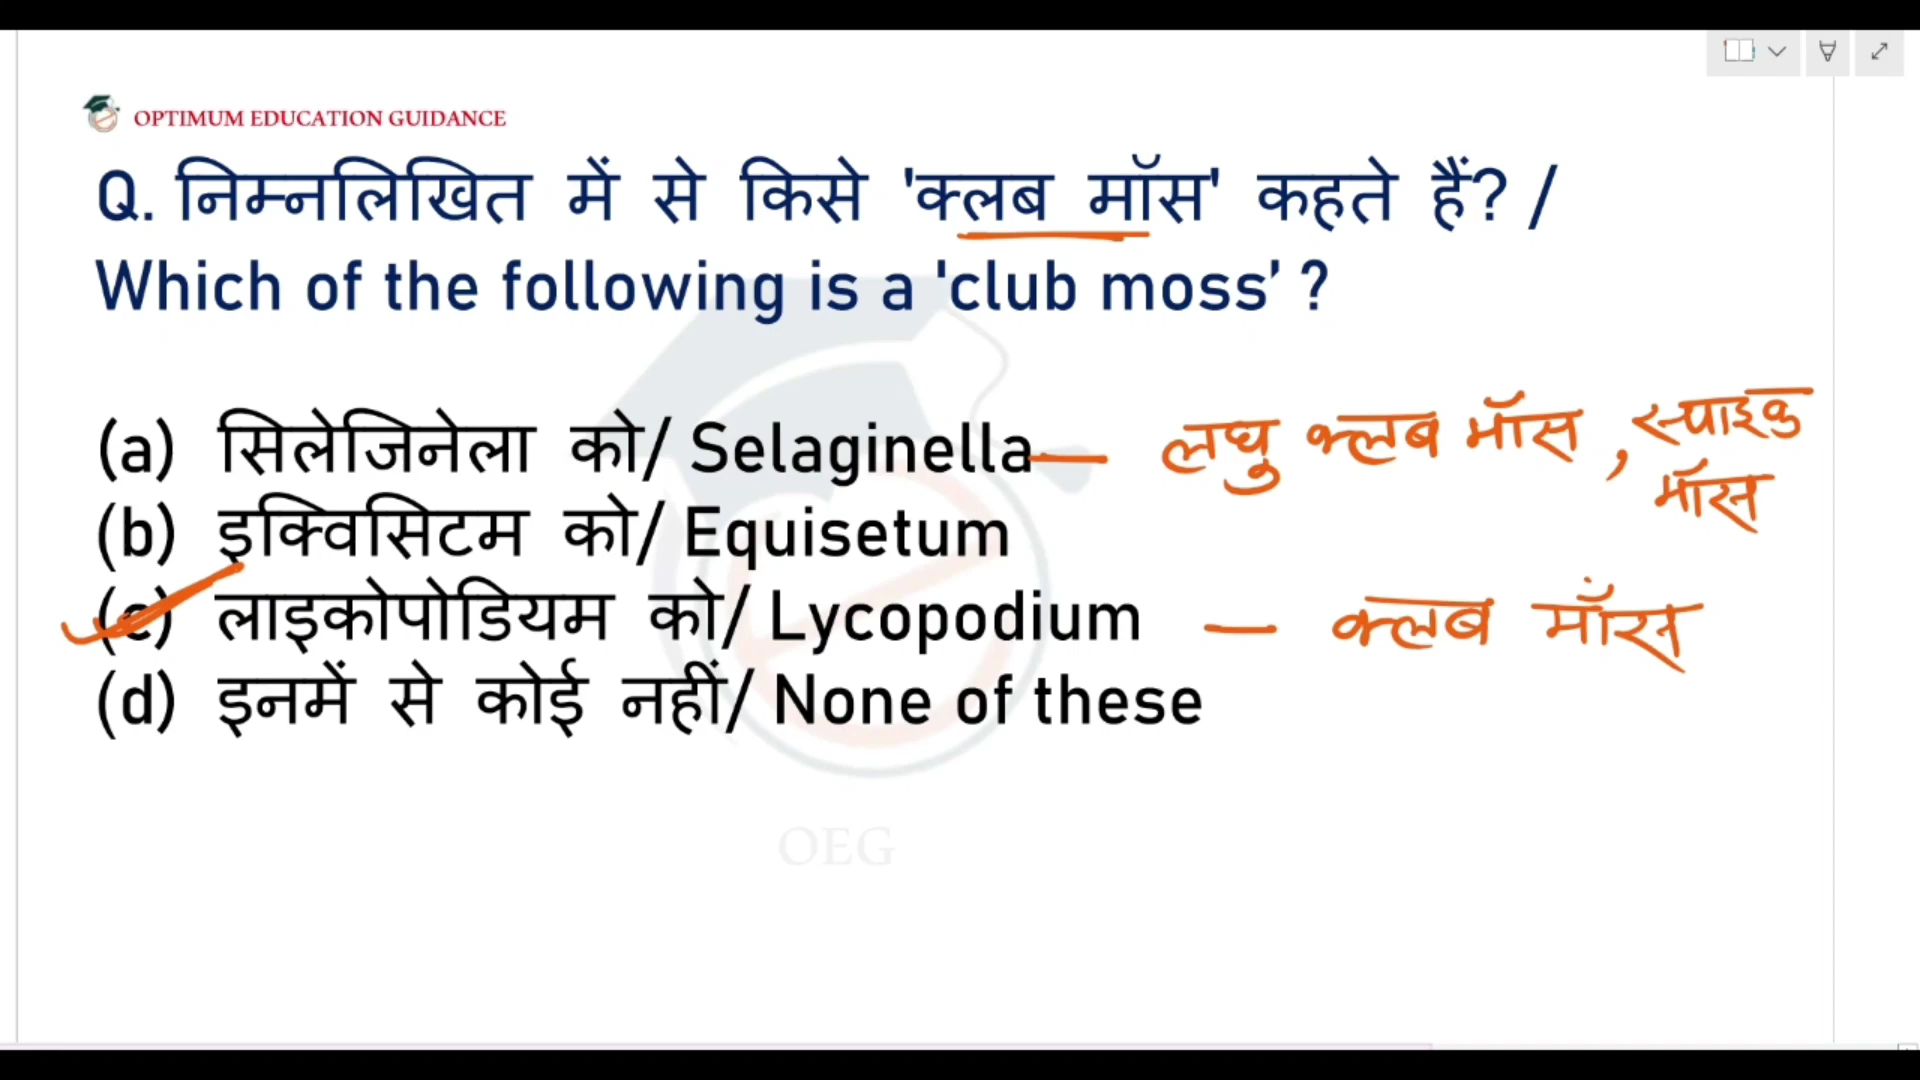 OPTIMUM EDUCATION GUIDANCE
Q. निम्नलिखित में से किसे 'क्लब मॉस' कहते हैं? /
Which of the following is a 'club moss’ ?
(a) सिलेजिनेला को/ Selaginella — लघु क्लब मॉस , स्पाइक
मॉस
(b) इक्विसिटम को/ Equisetum
(c) लाइकोपोडियम को/ Lycopodium — क्लब मॉस
(d) इनमें से कोई नहीं/ None of these
OEG